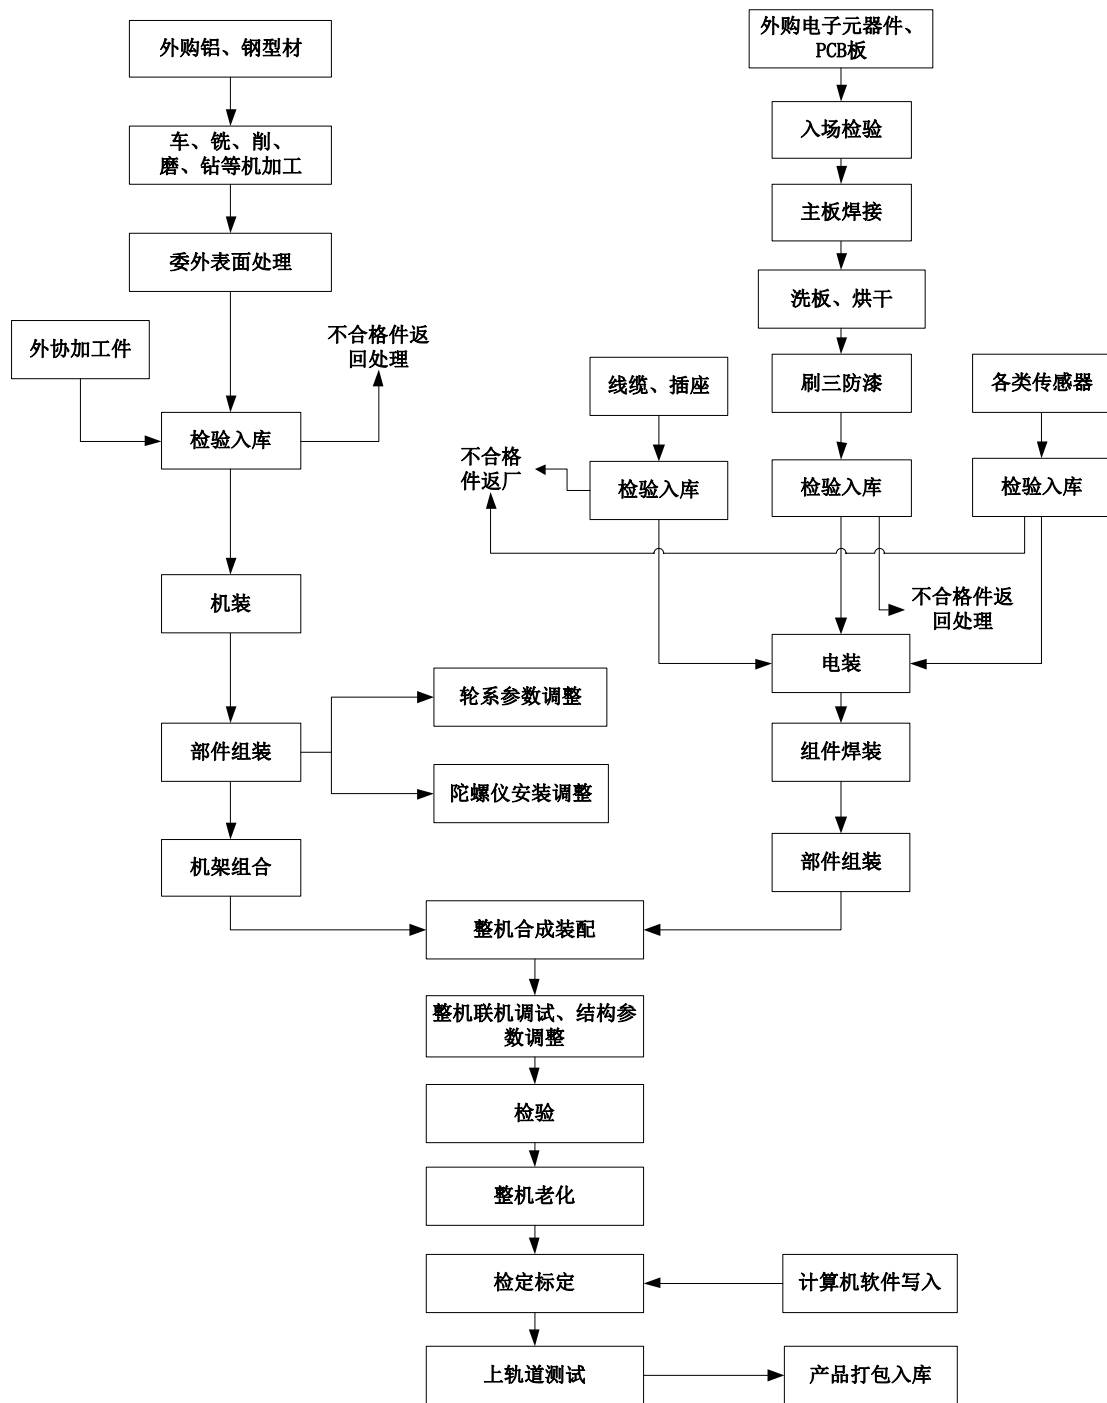 外购铝、钢型材
车、铣、削、
磨、钻等机加工
委外表面处理
外协加工件
不合格件返
回处理
检验入库
机装
部件组装
轮系参数调整
陀螺仪安装调整
机架组合
外购电子元器件、
PCB板
入场检验
主板焊接
洗板、烘干
刷三防漆
线缆、插座
各类传感器
不合格
件返厂
检验入库
检验入库
检验入库
不合格件返
回处理
电装
组件焊装
部件组装
整机合成装配
整机联机调试、结构参
数调整
检验
整机老化
检定标定
计算机软件写入
上轨道测试
产品打包入库